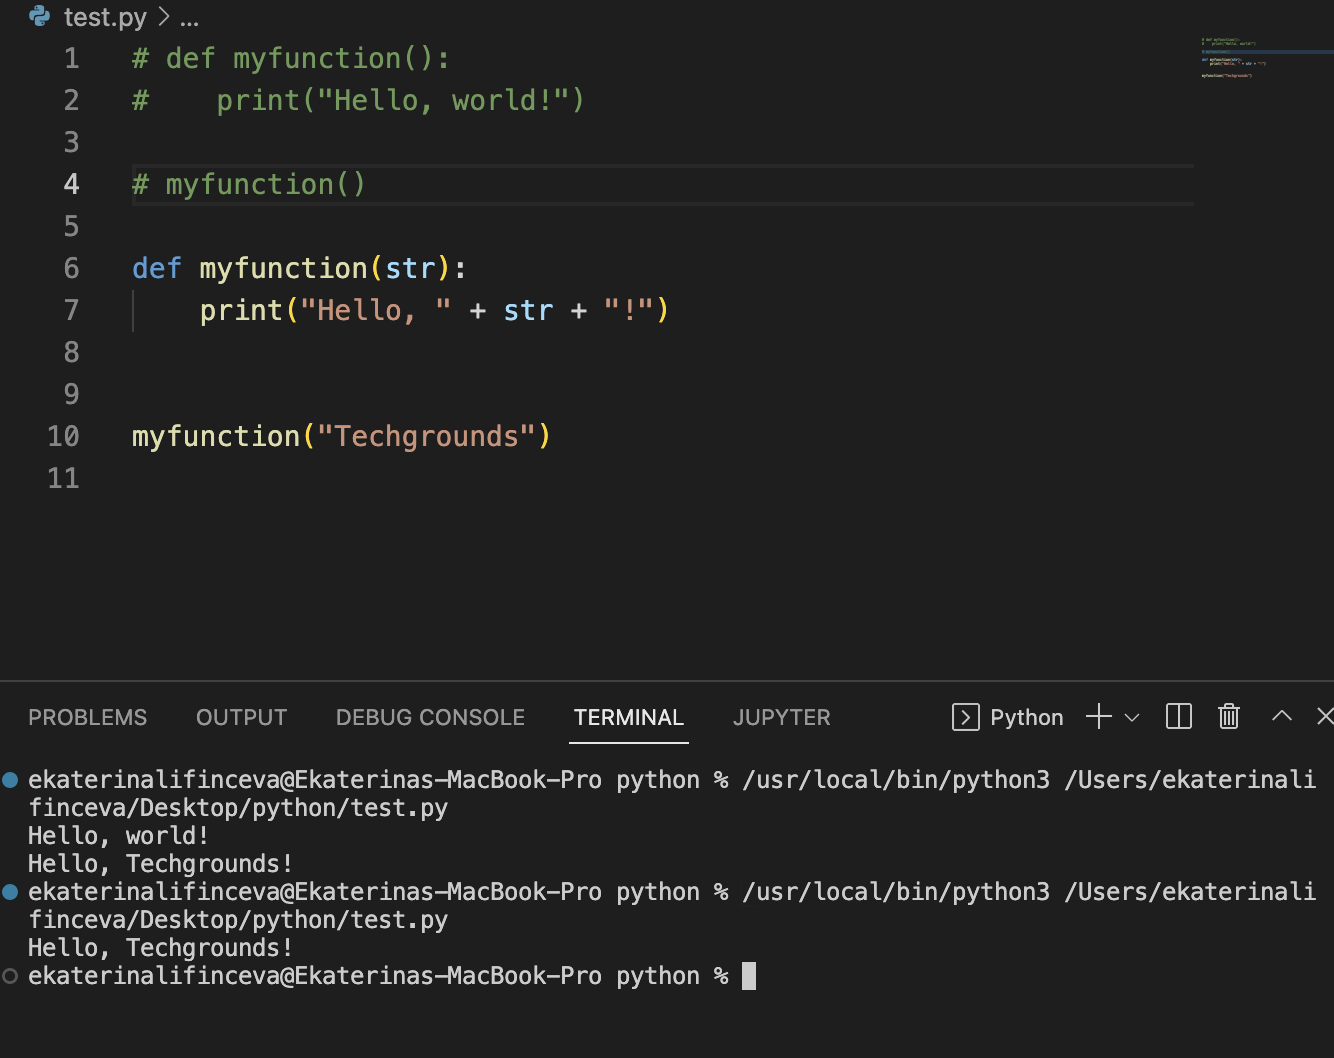 test.py > ...
1 # def myfunction():
2 #    print("Hello, world!")
3
4 # myfunction()
5
6 def myfunction(str):
7     print("Hello, " + str + "!")
8
9
10 myfunction("Techgrounds")
11
PROBLEMS OUTPUT DEBUG CONSOLE TERMINAL JUPYTER Python
ekaterinalifinceva@Ekaterinas-MacBook-Pro python % /usr/local/bin/python3 /Users/ekaterinali
finceva/Desktop/python/test.py
Hello, world!
Hello, Techgrounds!
ekaterinalifinceva@Ekaterinas-MacBook-Pro python % /usr/local/bin/python3 /Users/ekaterinali
finceva/Desktop/python/test.py
Hello, Techgrounds!
ekaterinalifinceva@Ekaterinas-MacBook-Pro python %